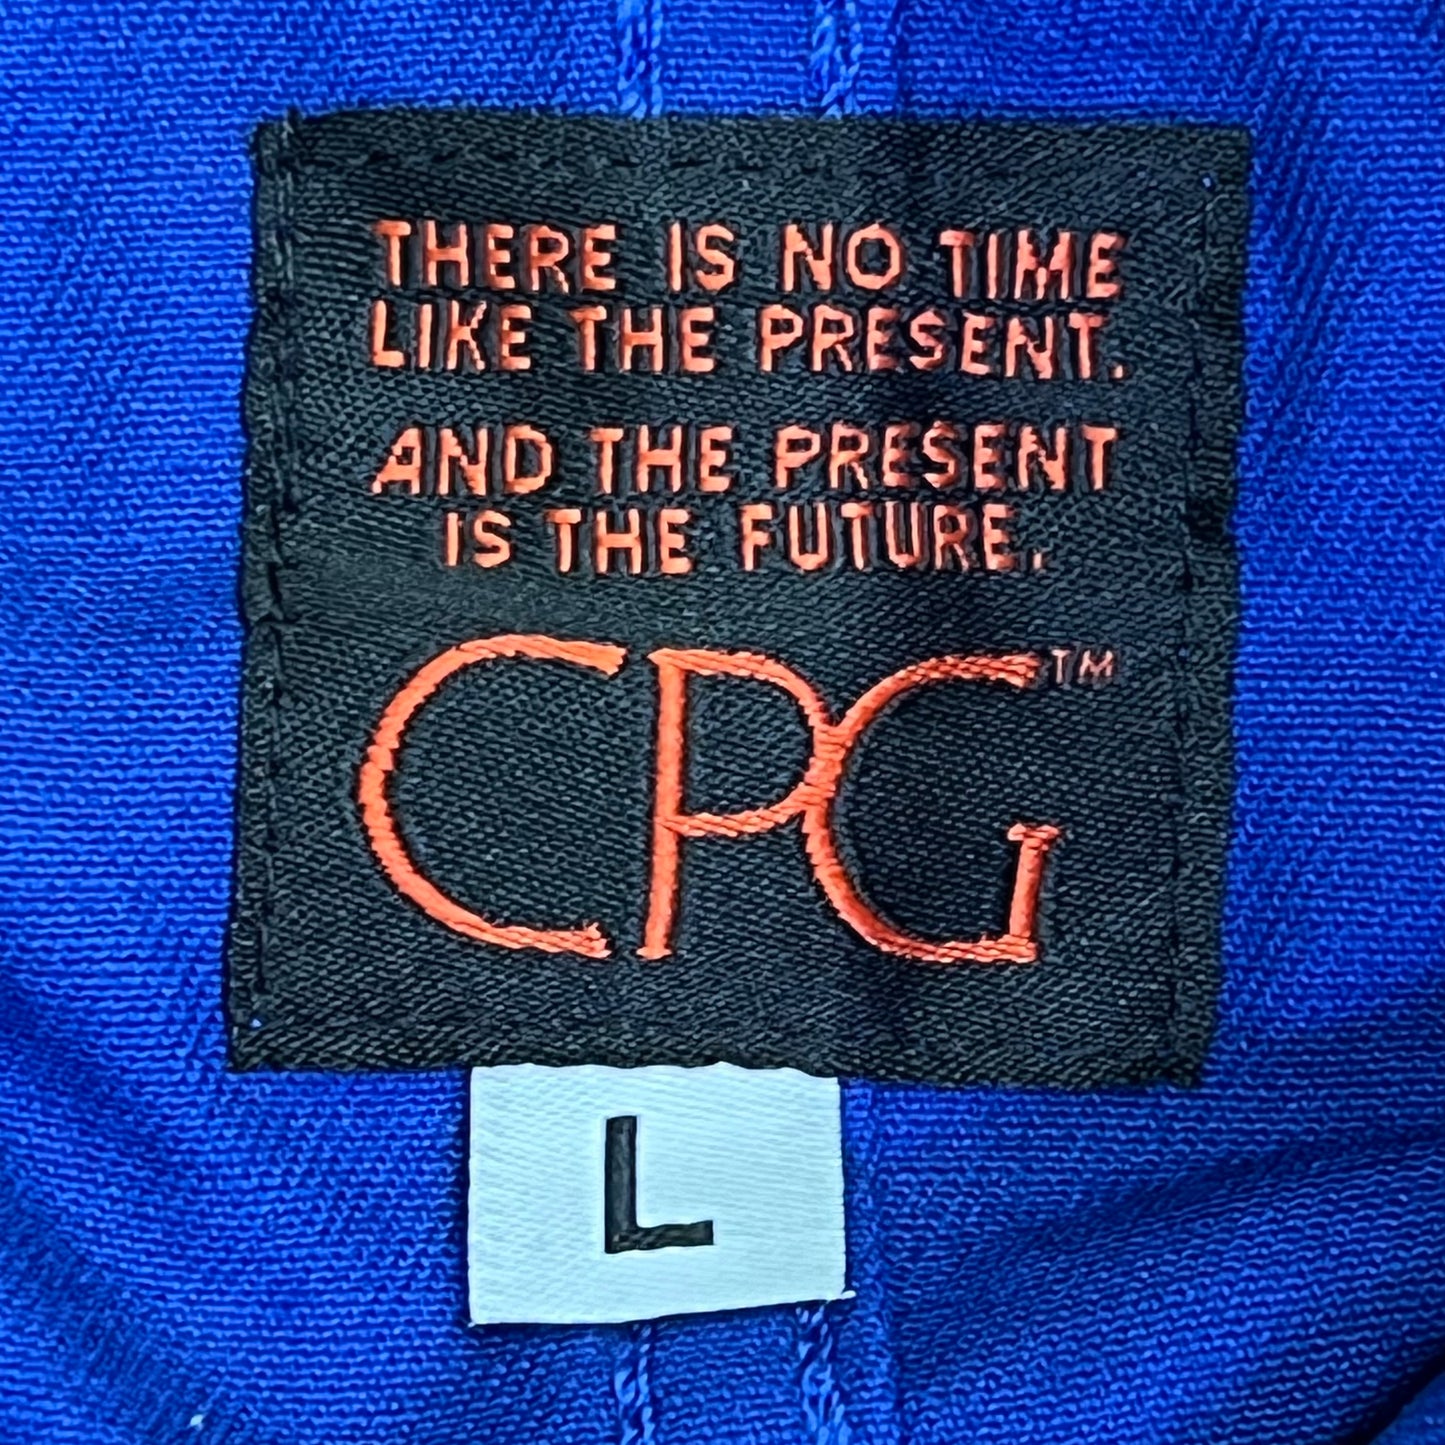 THERE IS NO TIME
LIKE THE PRESENT.
AND THE PRESENT
IS THE FUTURE.
CPG™
L